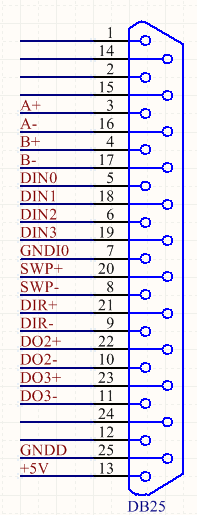 1
14
2
15
A+ 3
A- 16
B+ 4
B- 17
DIN0 5
DIN1 18
DIN2 6
DIN3 19
GNDI0 7
SWP+ 20
SWP- 8
DIR+ 21
DIR- 9
DO2+ 22
DO2- 10
DO3+ 23
DO3- 11
24
12
GNDD 25
+5V 13
DB25